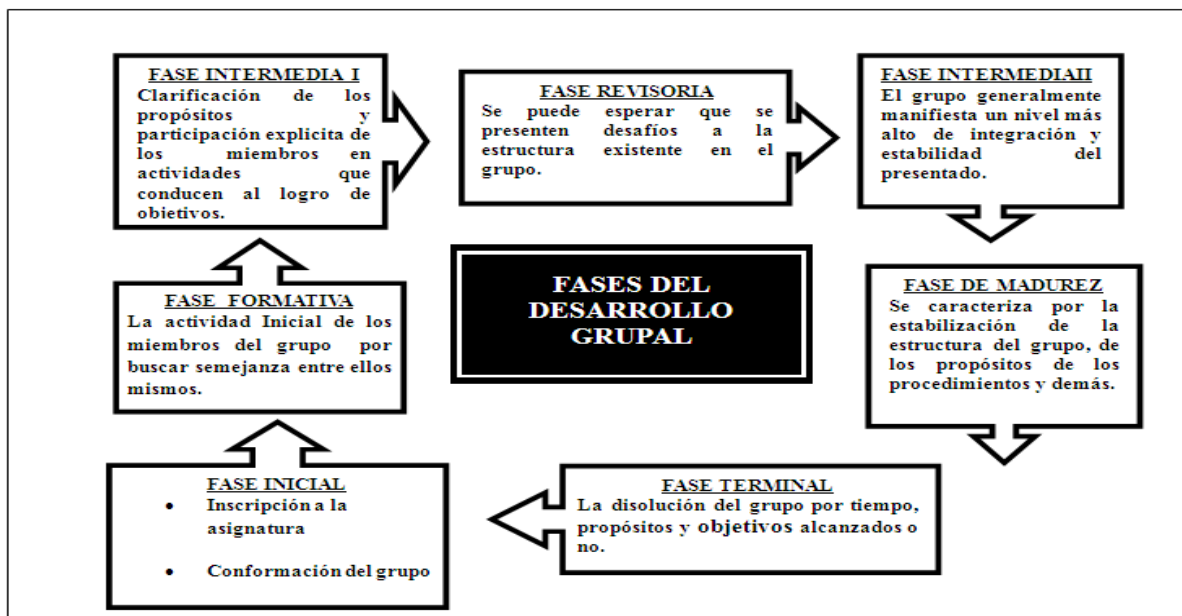 FASE INTERMEDIA I
Clarificación de los
propósitos y
participación explicita de
los miembros en
actividades que
conducen al logro de
objetivos.
FASE REVISORIA
Se puede esperar que se
presenten desafíos a la
estructura existente en el
grupo.
FASE INTERMEDIAII
El grupo generalmente
manifiesta un nivel más
alto de integración y
estabilidad del
presentado.
FASE FORMATIVA
La actividad Inicial de los
miembros del grupo por
buscar semejanza entre ellos
mismos.
FASES DEL
DESARROLLO
GRUPAL
FASE DE MADUREZ
Se caracteriza por la
estabilización de la
estructura del grupo, de
los propósitos de los
procedimientos y demás.
FASE INICIAL
• Inscripción a la
asignatura
• Conformación del grupo
FASE TERMINAL
La disolución del grupo por tiempo,
propósitos y objetivos alcanzados o
no.